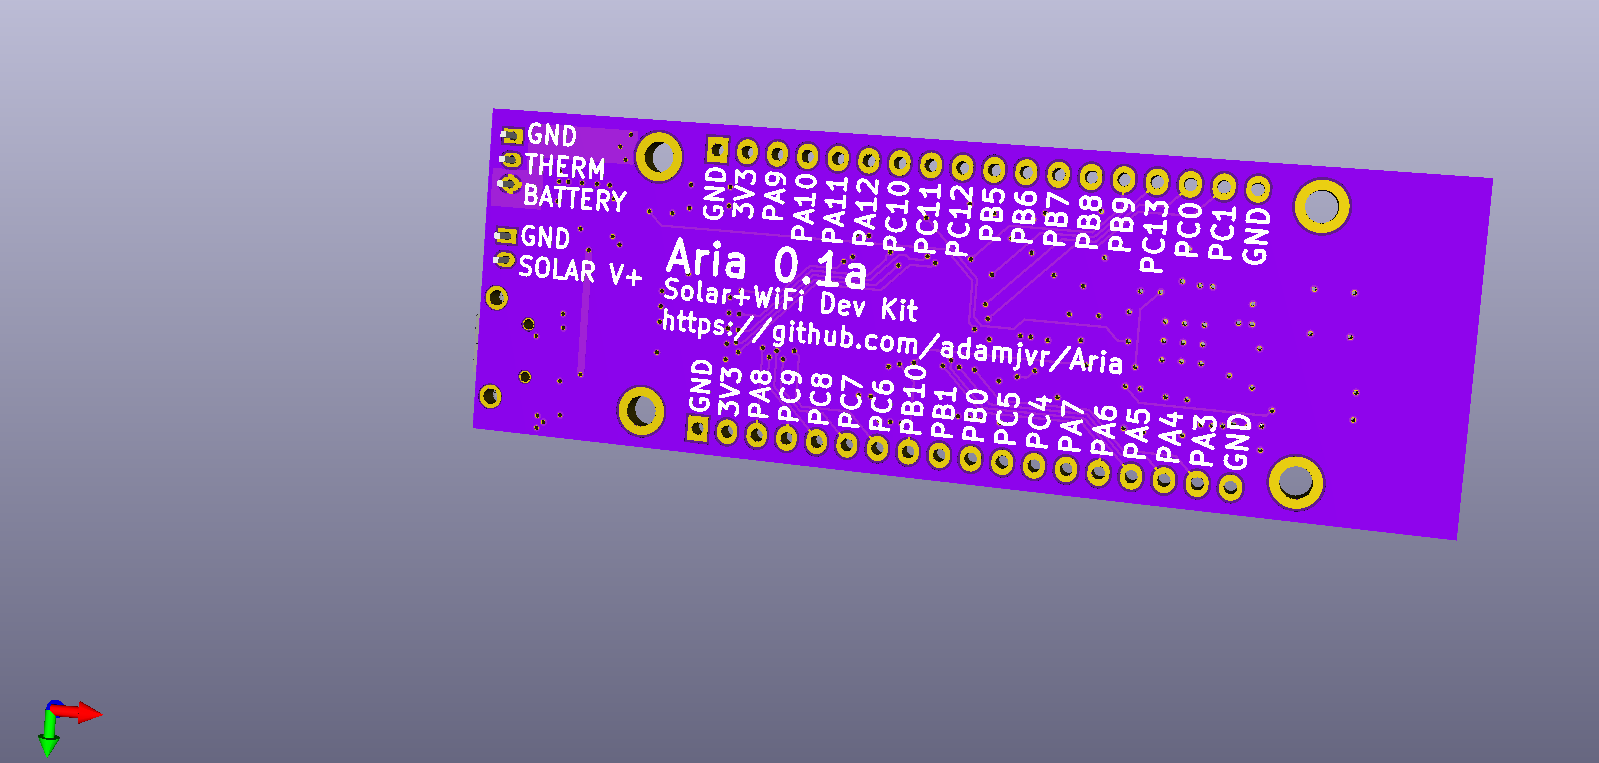 GND
THERM
BATTERY
GND
SOLAR V+
GND
3V3
PA9
PA10
PA11
PA12
PC10
PC11
PC12
PB5
PB6
PB7
PB8
PB9
PC13
PC0
PC1
GND
Aria 0.1a
Solar+WiFi Dev Kit
https://github.com/adamjvr/Aria
GND
3V3
PA8
PC9
PC8
PC7
PC6
PB10
PB1
PB0
PC5
PC4
PA7
PA6
PA5
PA4
PA3
GND